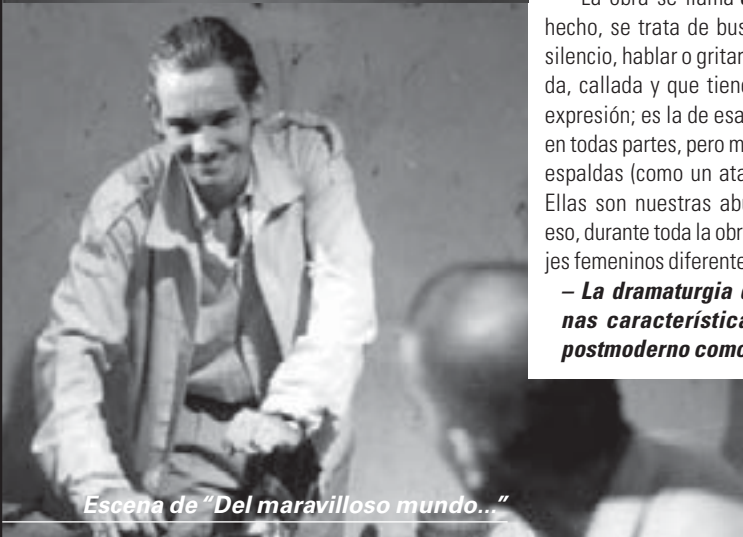 hecho, se trata de bus
silencio, hablar o gritar
da, callada y que tien
expresión; es la de esa
en todas partes, pero m
espaldas (como un ata
Ellas son nuestras ab
eso, durante toda la obr
jes femeninos diferente
– La dramaturgia
nas característica
postmoderno como
Escena de “Del maravilloso mundo...”